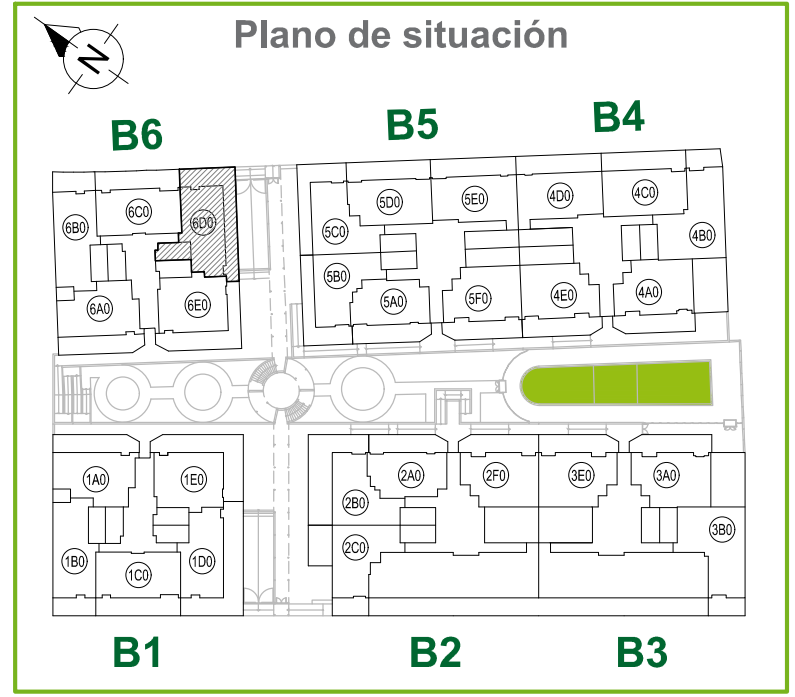 Plano de situación
N
B6
B5
B4
6B0
6C0
6D0
6A0
6E0
5C0
5D0
5E0
5B0
5A0
5F0
4D0
4C0
4B0
4E0
4A0
1A0
1E0
1B0
1C0
1D0
2A0
2F0
2B0
2C0
3E0
3A0
3B0
B1
B2
B3